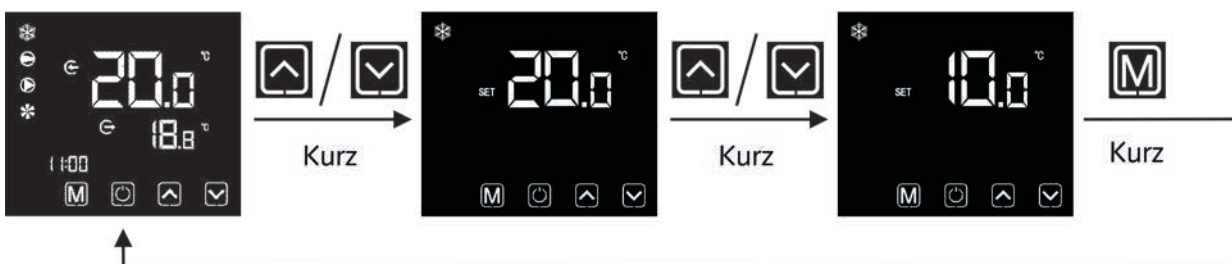 20.0 °C
18.8 °C
11:00
M
Kurz
SET 20.0 °C
M
Kurz
SET 10.0 °C
M
M
Kurz